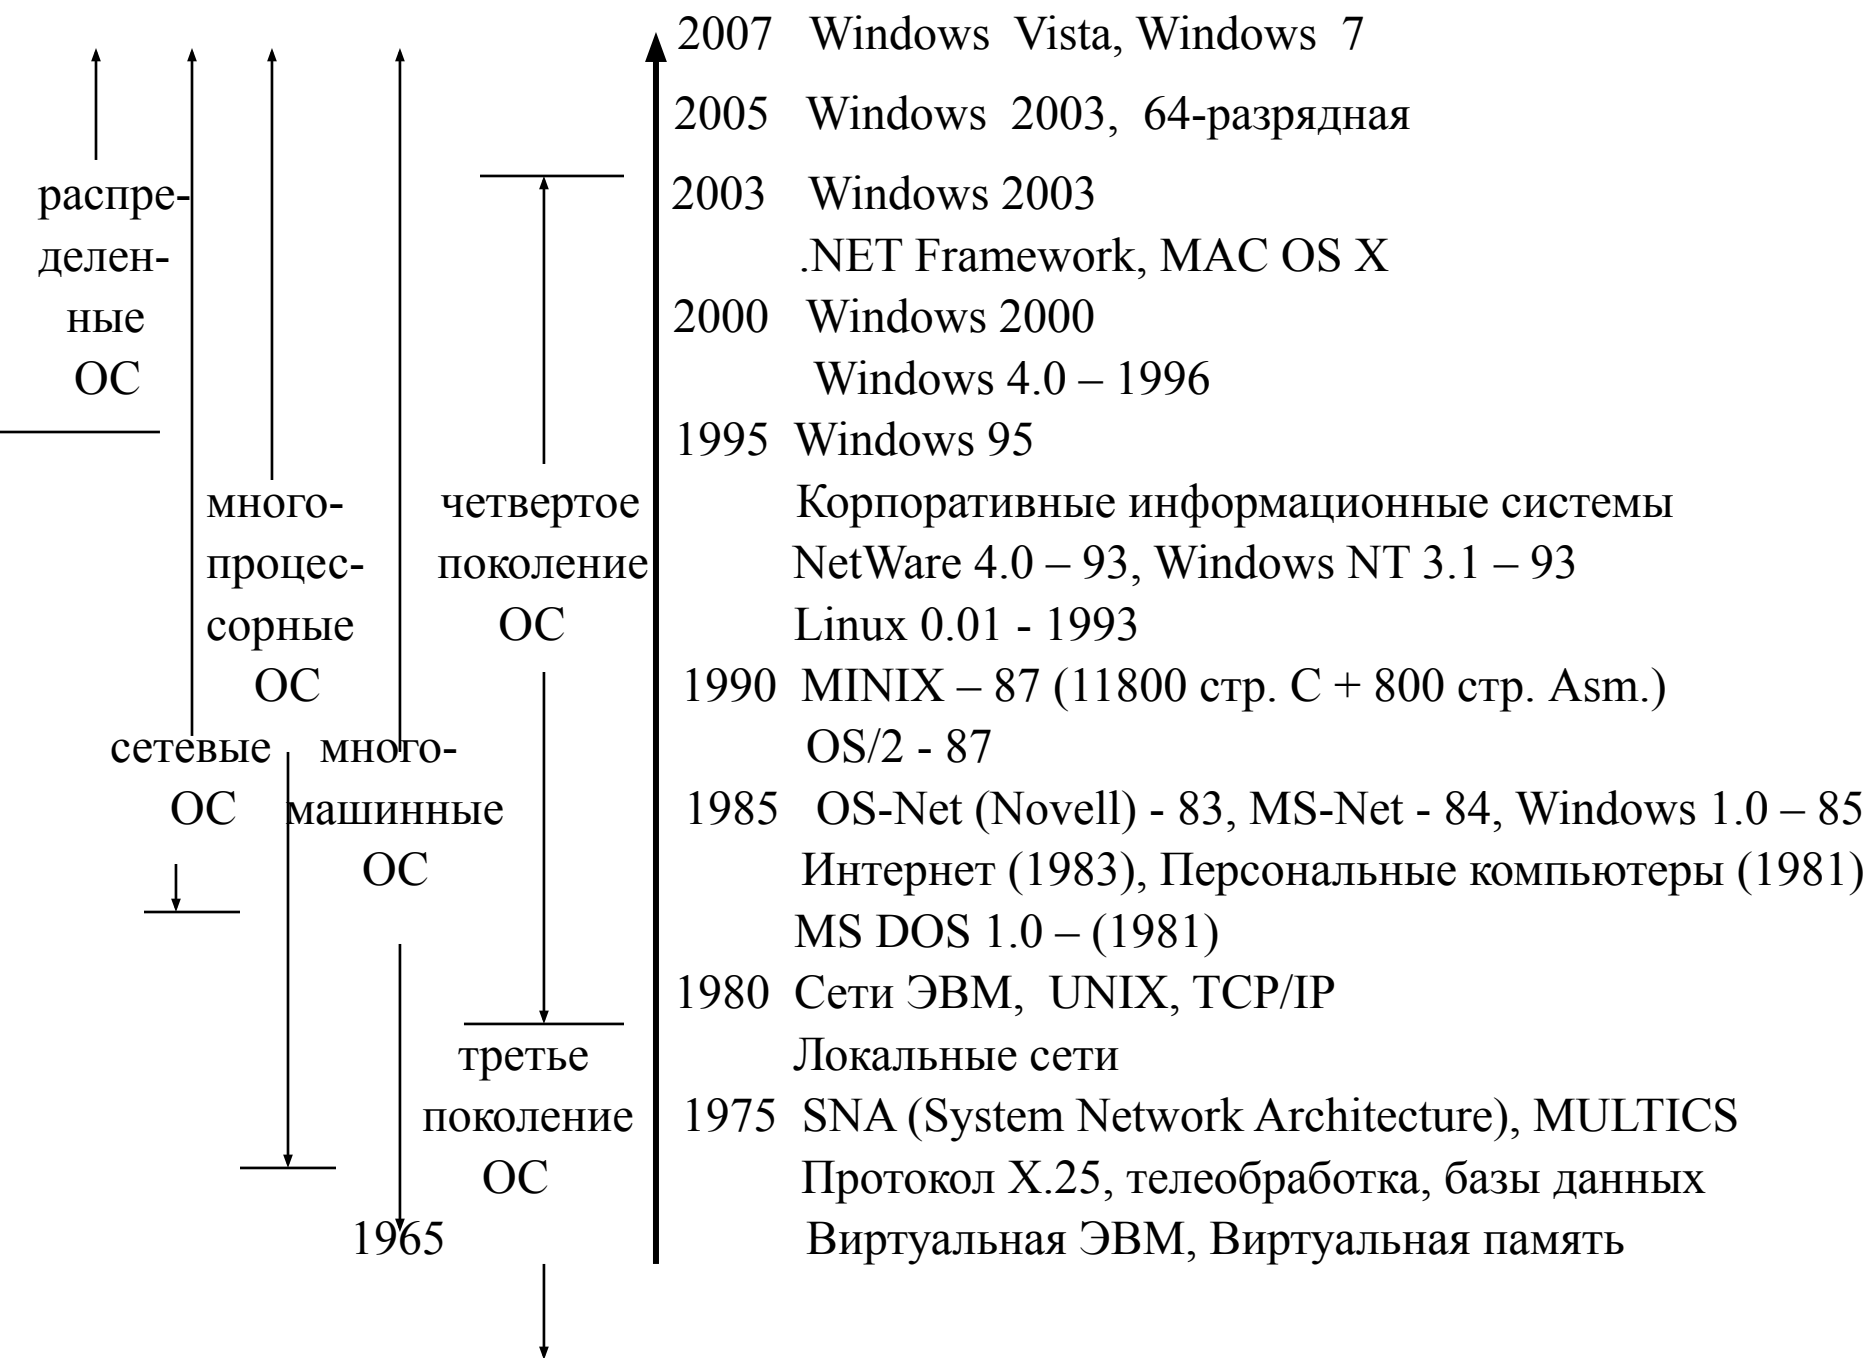 2007 Windows Vista, Windows 7
2005 Windows 2003, 64-разрядная
2003 Windows 2003
.NET Framework, MAC OS X
2000 Windows 2000
Windows 4.0 – 1996
1995 Windows 95
Корпоративные информационные системы
NetWare 4.0 – 93, Windows NT 3.1 – 93
Linux 0.01 - 1993
1990 MINIX – 87 (11800 стр. С + 800 стр. Asm.)
OS/2 - 87
1985 OS-Net (Novell) - 83, MS-Net - 84, Windows 1.0 – 85
Интернет (1983), Персональные компьютеры (1981)
MS DOS 1.0 – (1981)
1980 Сети ЭВМ, UNIX, TCP/IP
Локальные сети
1975 SNA (System Network Architecture), MULTICS
Протокол X.25, телеобработка, базы данных
Виртуальная ЭВМ, Виртуальная память
распре-
делен-
ные
ОС
сетевые
ОС
много-
процес-
сорные
ОС
много-
машинные
ОС
1965
четвертое
поколение
ОС
третье
поколение
ОС